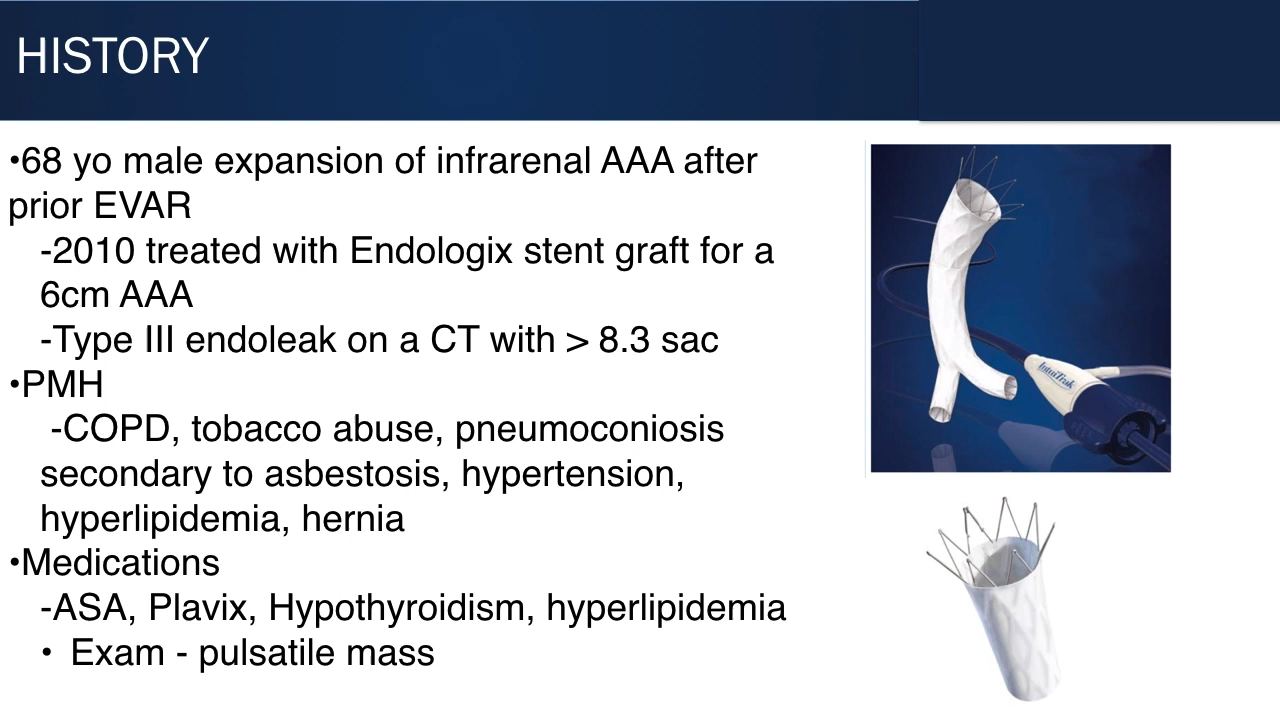 HISTORY
•68 yo male expansion of infrarenal AAA after
prior EVAR
-2010 treated with Endologix stent graft for a
6cm AAA
-Type III endoleak on a CT with > 8.3 sac
•PMH
-COPD, tobacco abuse, pneumoconiosis
secondary to asbestosis, hypertension,
hyperlipidemia, hernia
•Medications
-ASA, Plavix, Hypothyroidism, hyperlipidemia
• Exam - pulsatile mass
IntuiTrak